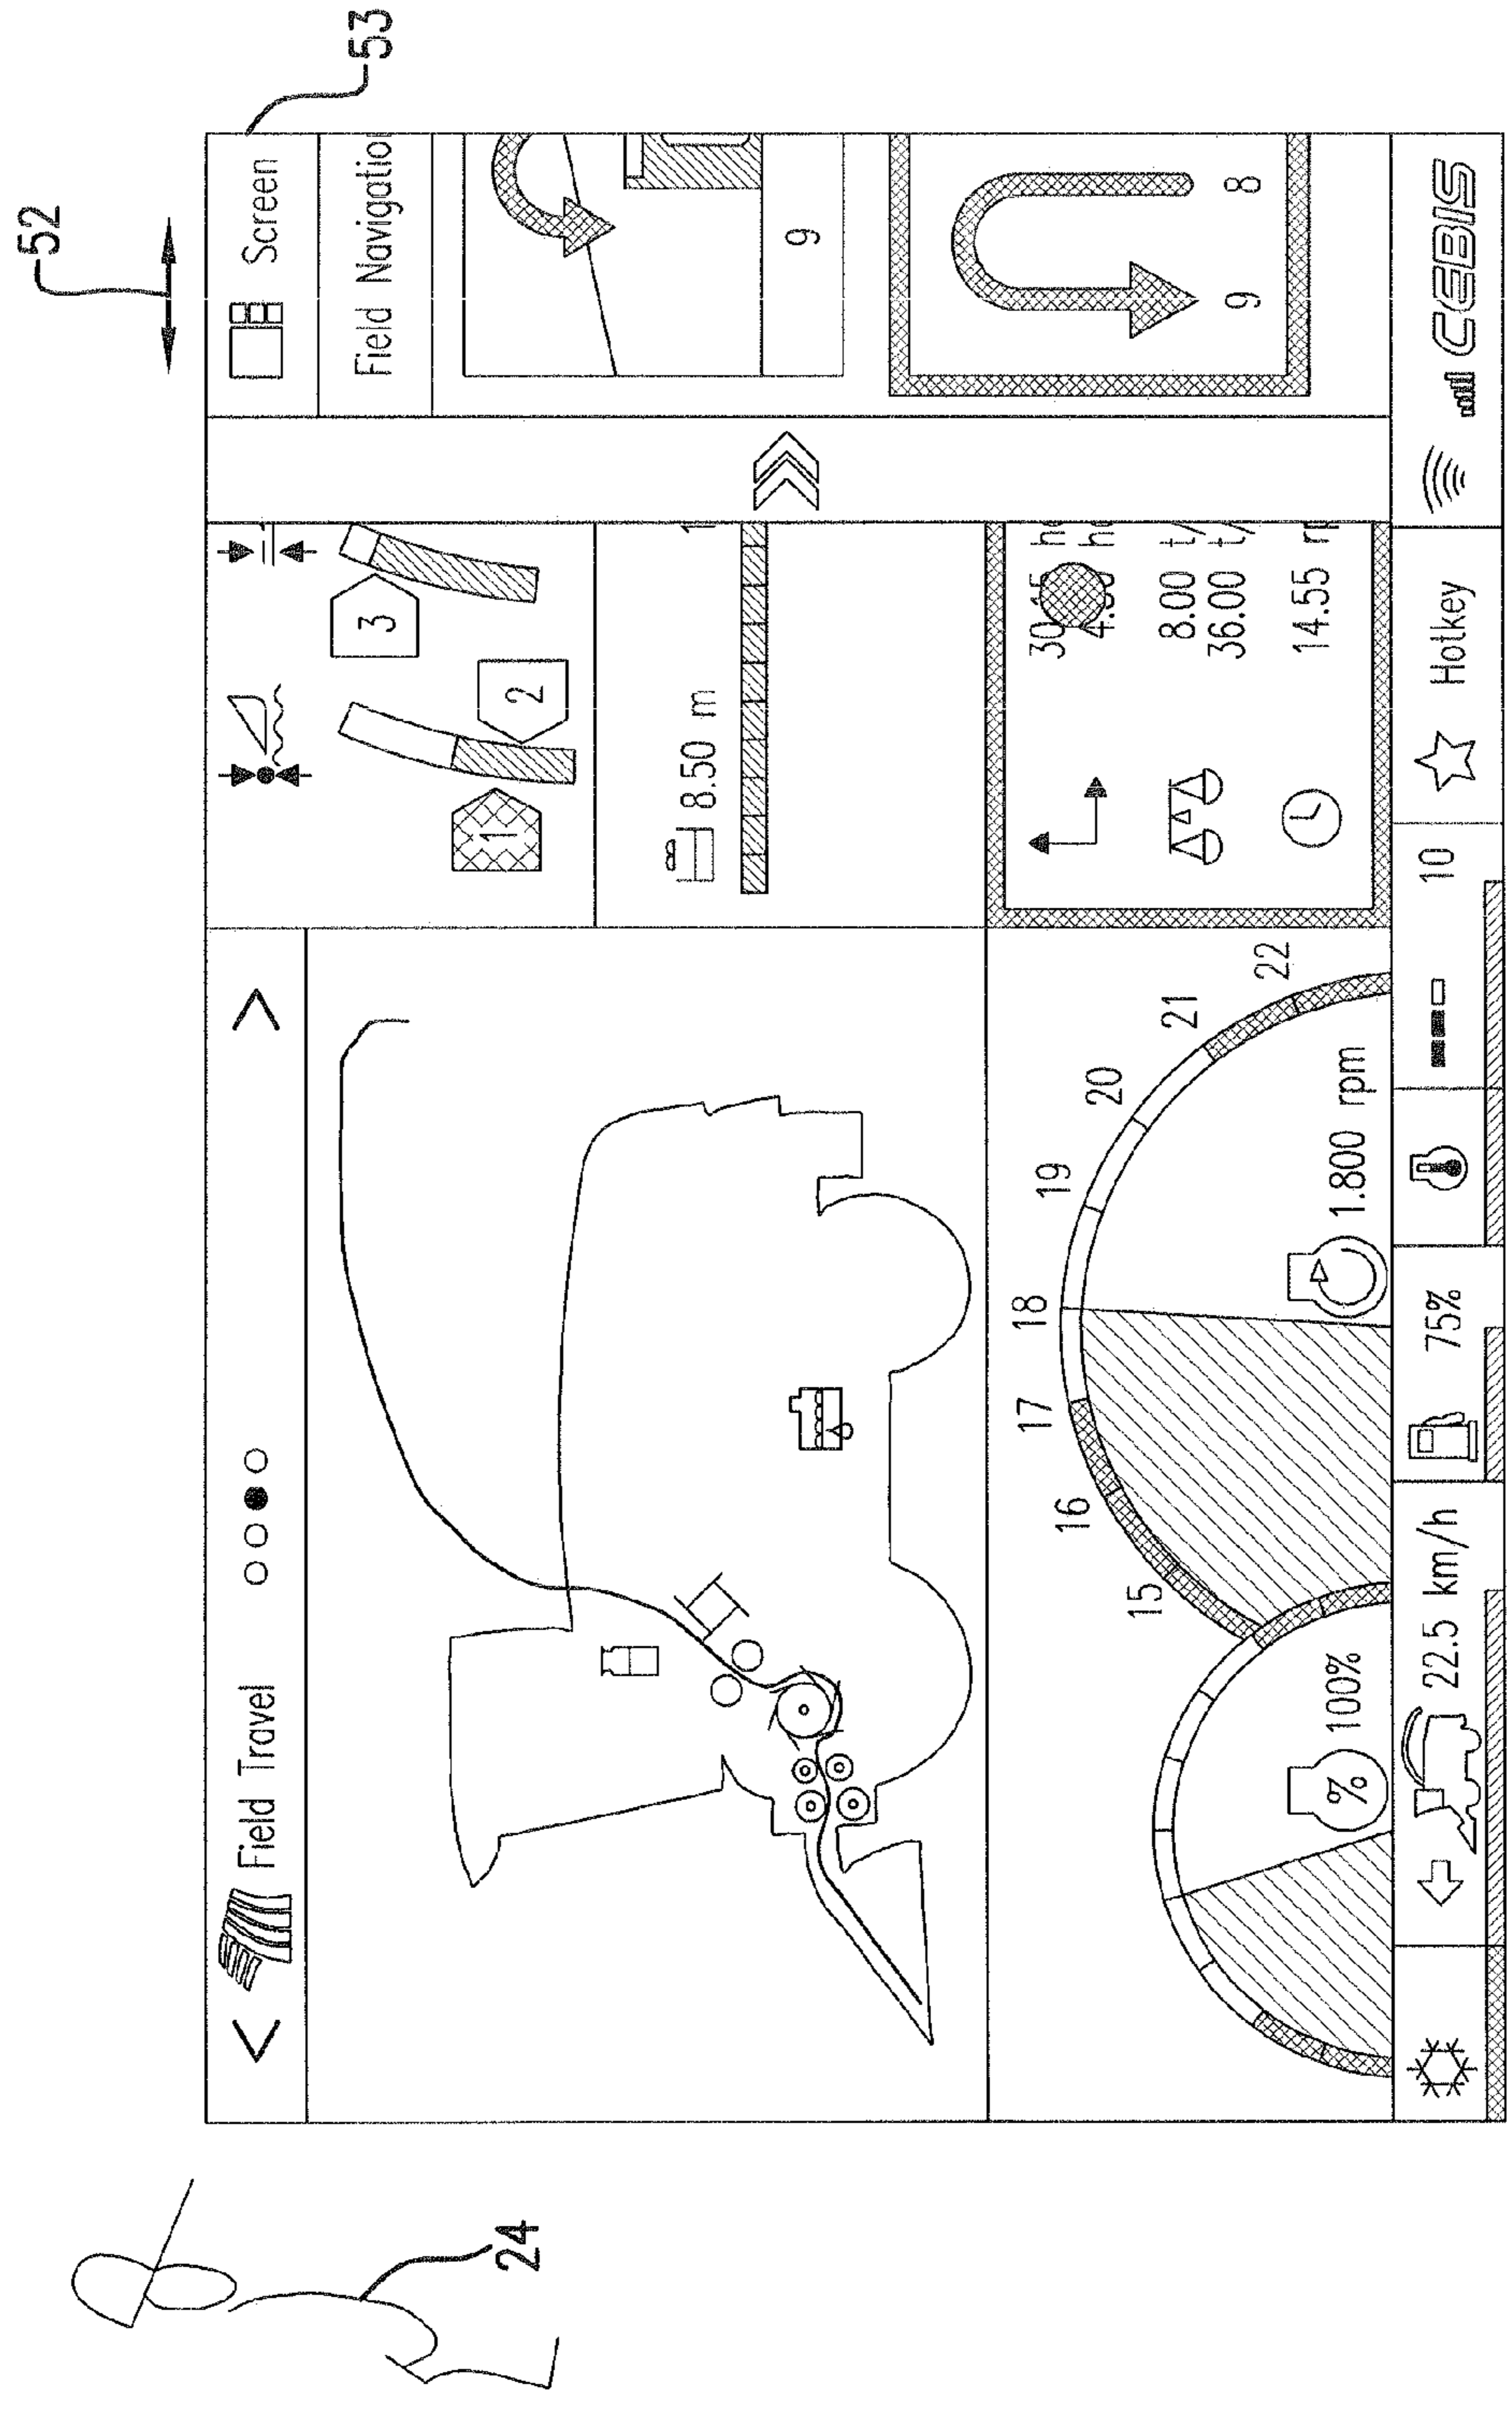 52
53
Field Travel
Screen
Field Navigatio
1
2
3
8.50 m
9
15
16
17
18
19
20
21
22
% 100%
1.800 rpm
8.00 t/
36.00 t/
14.55 r
9
8
22.5 km/h
75%
10
Hotkey
CEBIS
24